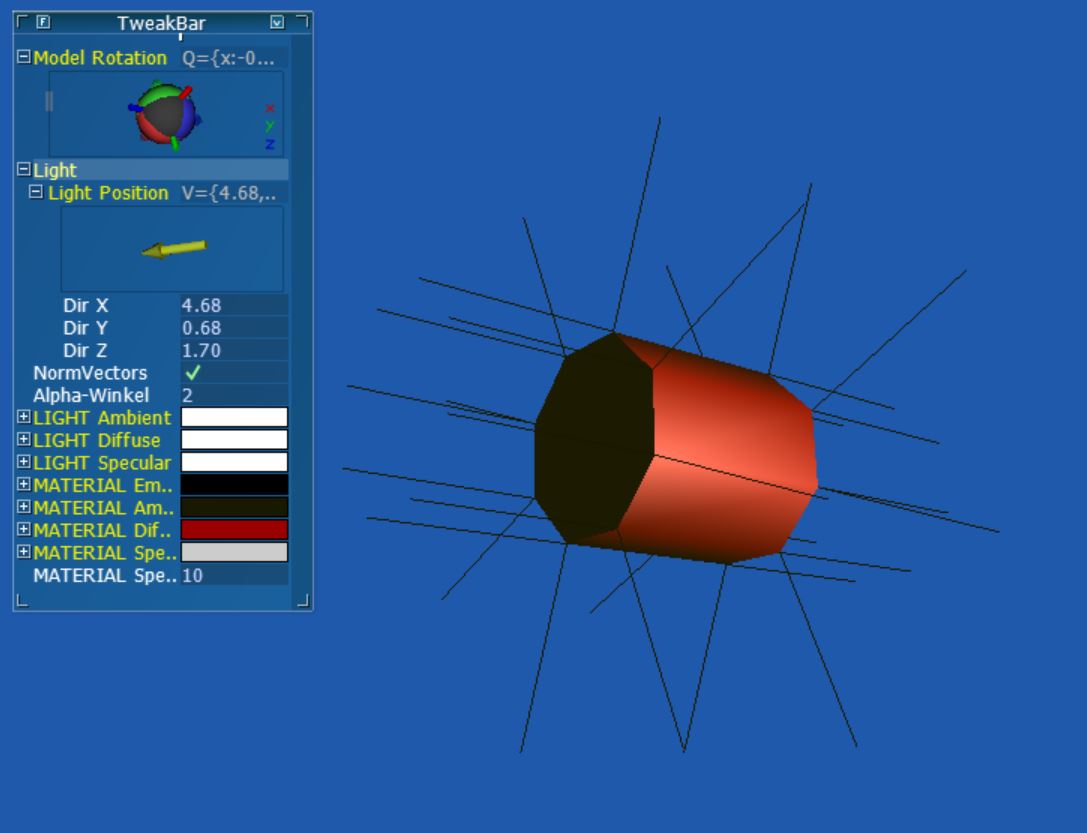 F TweakBar V
Model Rotation Q={x:-0...
x
y
z
Light
Light Position V={4.68,..
Dir X 4.68
Dir Y 0.68
Dir Z 1.70
NormVectors
Alpha-Winkel 2
LIGHT Ambient
LIGHT Diffuse
LIGHT Specular
MATERIAL Em..
MATERIAL Am..
MATERIAL Dif..
MATERIAL Spe..
MATERIAL Spe.. 10